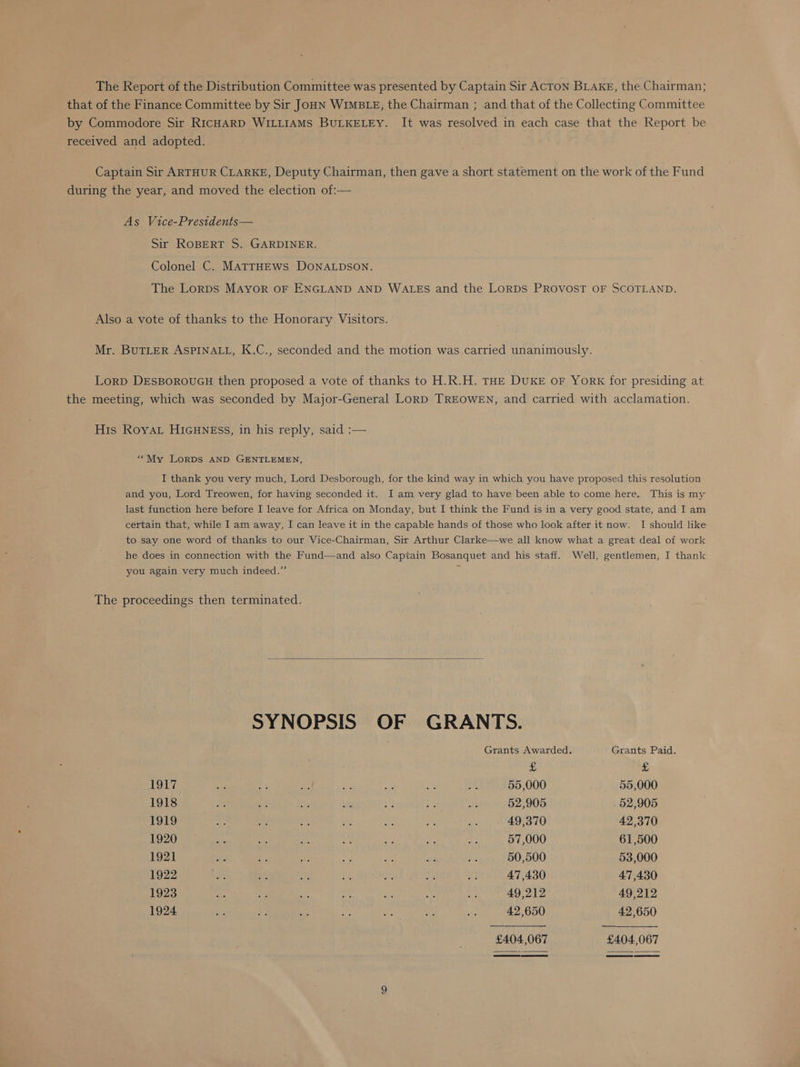 The Report of the Distribution Committee was presented by Captain Sir ACTON BLAKE, the Chairman;
that of the Finance Committee by Sir JOHN WIMBLE, the Chairman ; and that of the Collecting Committee
by Commodore Sir RICHARD WILLIAMS BULKELEY. It was resolved in each case that the Report be
received and adopted.
Captain Sir ARTHUR CLARKE, Deputy Chairman, then gave a short statement on the work of the Fund
during the year, and moved the election of:—
As Vice-Presidents—
Sir ROBERT S. GARDINER.
Colonel C. MATTHEWS DONALDSON.
The LORDS MAYOR OF ENGLAND AND WALES and the LORDS PROVOST OF SCOTLAND.
Also a vote of thanks to the Honorary Visitors.
Mr. BUTLER ASPINALL, K.C., seconded and the motion was carried unanimously.
LORD DESBOROUGH then proposed a vote of thanks to H.R.H. THE DUKE OF YORK for presiding at
the meeting, which was seconded by Major-General LORD TREOWEN, and carried with acclamation.
HIS ROYAL HIGHNESS, in his reply, said :—
"MY LORDS AND GENTLEMEN,
I thank you very much, Lord Desborough, for the kind way in which you have proposed this resolution
and you, Lord Treowen, for having seconded it. I am very glad to have been able to come here. This is my
last function here before I leave for Africa on Monday, but I think the Fund is in a very good state, and I am
certain that, while I am away, I can leave it in the capable hands of those who look after it now. I should like
to say one word of thanks to our Vice-Chairman, Sir Arthur Clarke—we all know what a great deal of work
he does in connection with the Fund—and also Captain Bosanquet and his staff. Well, gentlemen, I thank
you again very much indeed."
The proceedings then terminated.
SYNOPSIS OF GRANTS.
Grants Awarded. Grants Paid.
£ £
1917 .. .. .. .. .. .. .. 55,000 55,000
1918 .. .. .. .. .. .. .. 52,905 52,905
1919 .. .. .. .. .. .. .. 49,370 42,370
1920 .. .. .. .. .. .. .. 57,000 61,500
1921 .. .. .. .. .. .. .. 50,500 53,000
1922 .. .. .. .. .. .. .. 47,430 47,430
1923 .. .. .. .. .. .. .. 49,212 49,212
1924 .. .. .. .. .. .. .. 42,650 42,650
£404,067 £404,067
9